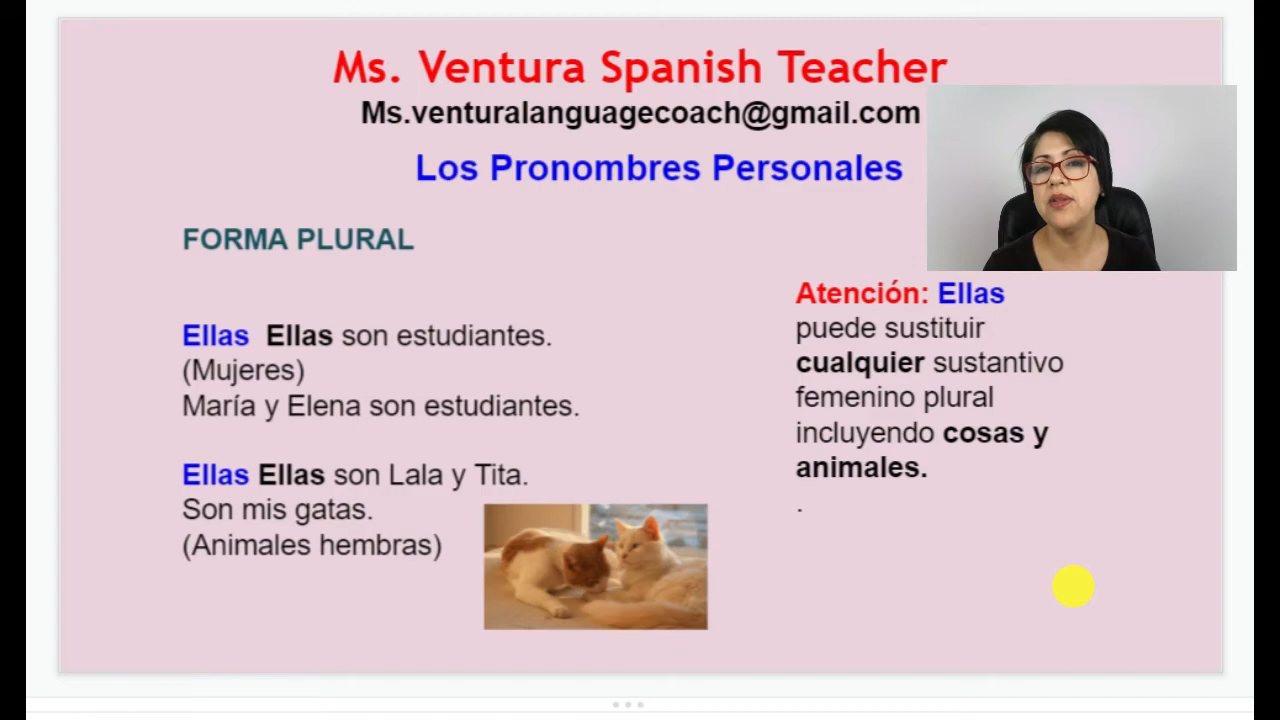 Ms. Ventura Spanish Teacher
Ms.venturalanguagecoach@gmail.com
Los Pronombres Personales
FORMA PLURAL
Ellas Ellas son estudiantes.
(Mujeres)
María y Elena son estudiantes.
Ellas Ellas son Lala y Tita.
Son mis gatas.
(Animales hembras)
Atención: Ellas
puede sustituir
cualquier sustantivo
femenino plural
incluyendo cosas y
animales.
.